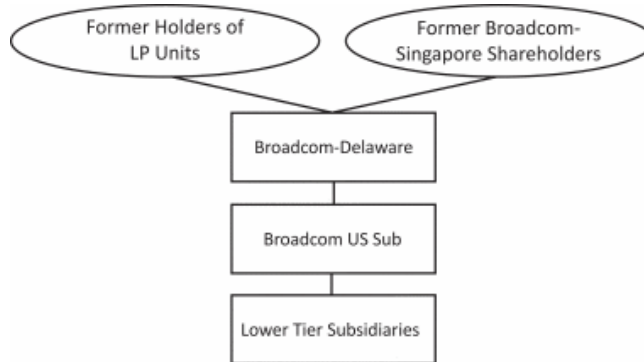 Former Holders of
LP Units
Former Broadcom-
Singapore Shareholders
Broadcom-Delaware
Broadcom US Sub
Lower Tier Subsidiaries